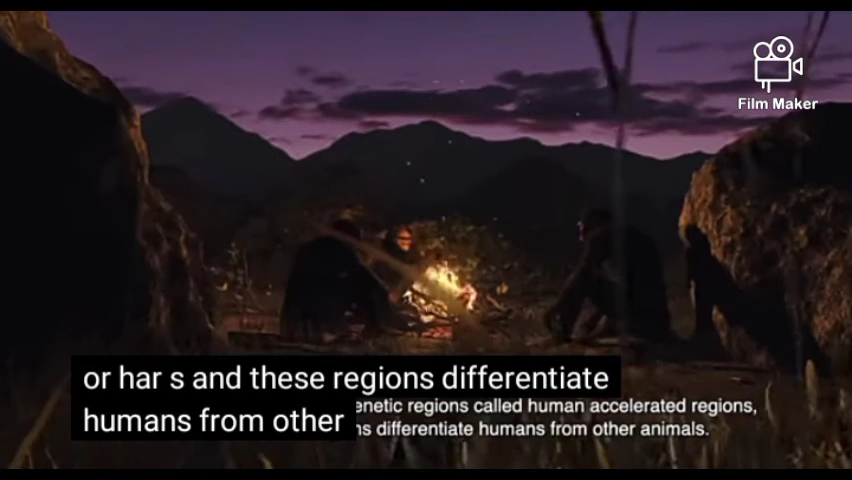 Film Maker
or har s and these regions differentiate
humans from other
enetic regions called human accelerated regions,
ns differentiate humans from other animals.